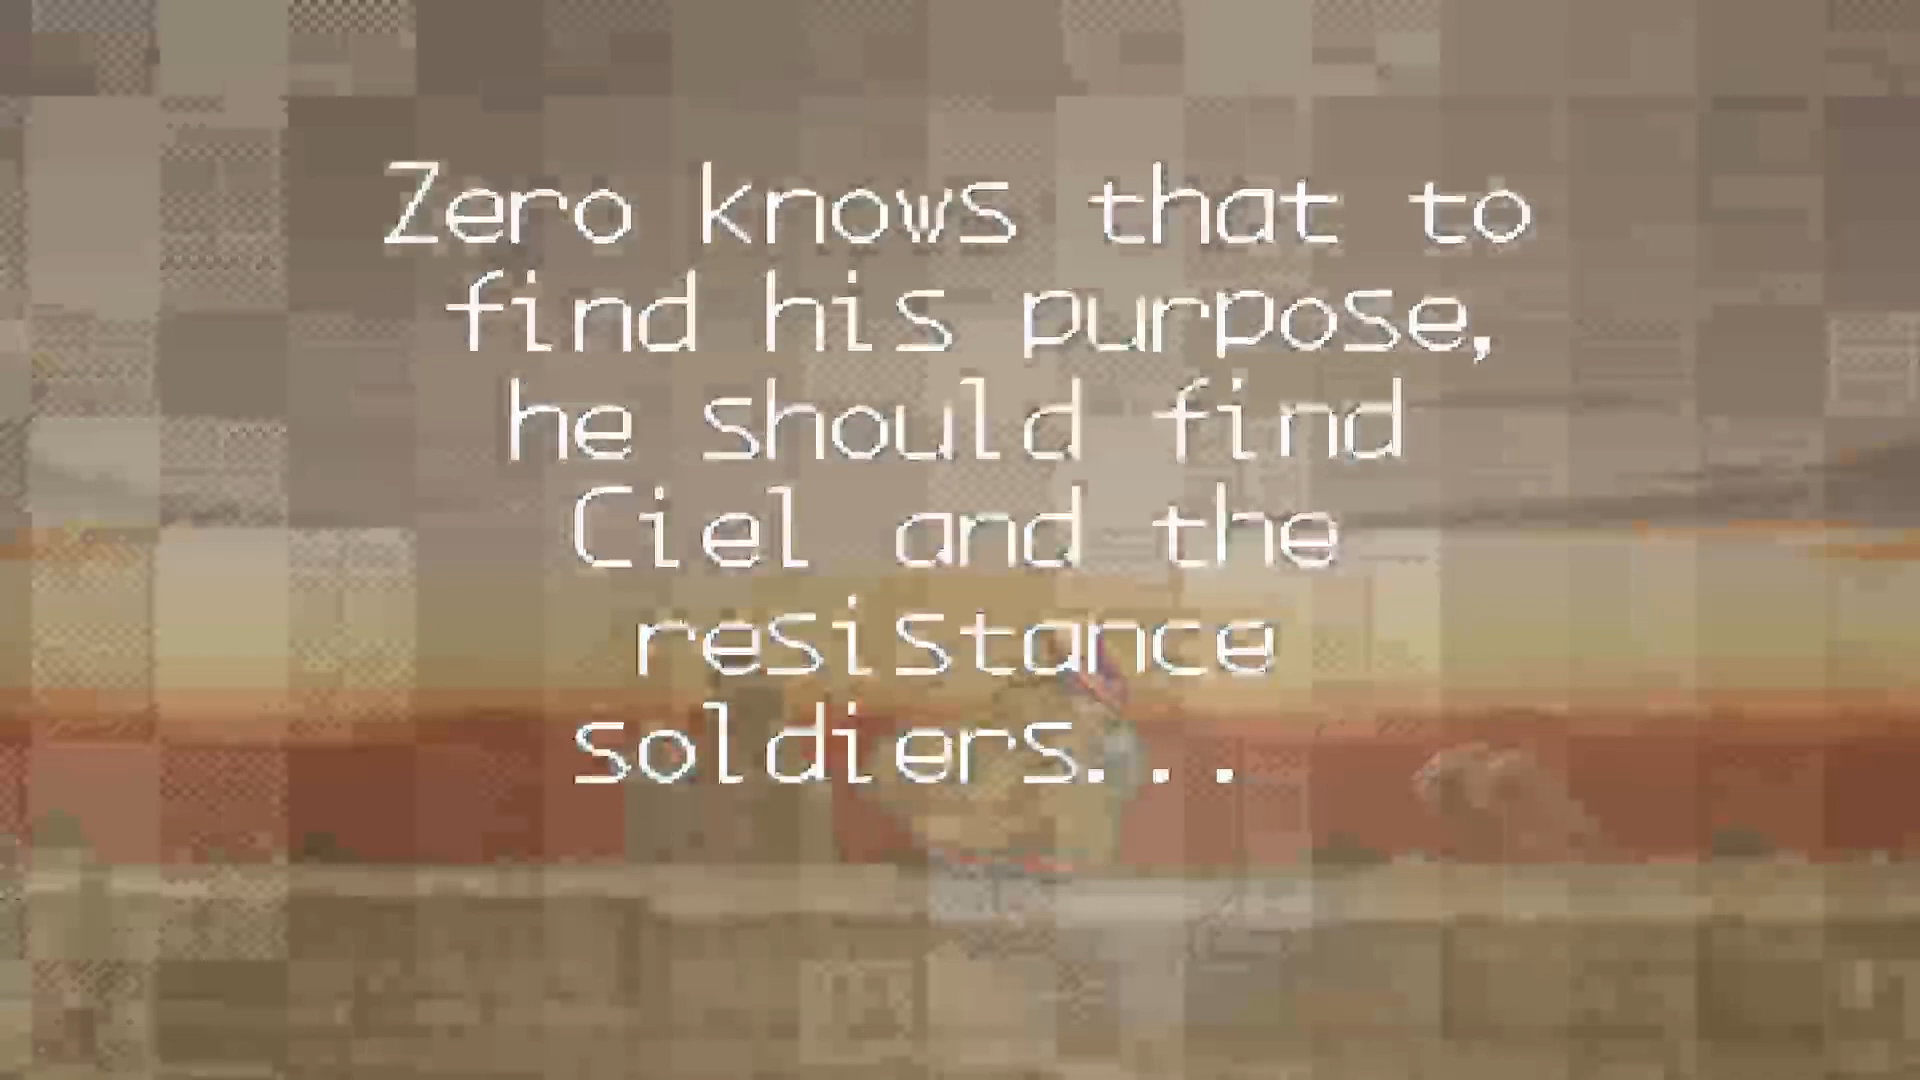 Zero knows that to
find his purpose,
he should find
Ciel and the
resistance
soldiers...